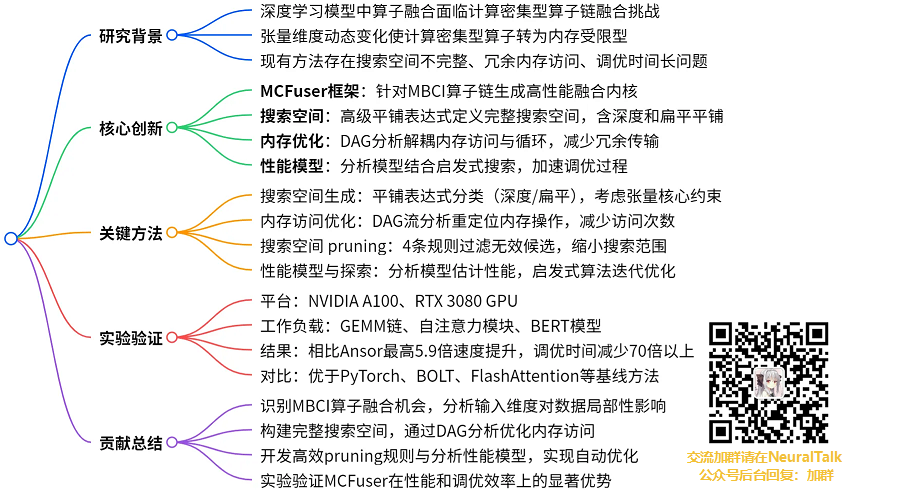 研究背景
深度学习模型中算子融合面临计算密集型算子链融合挑战
张量维度动态变化使计算密集型算子转为内存受限型
现有方法存在搜索空间不完整、冗余内存访问、调优时间长问题
核心创新
MCFuser框架：针对MBCI算子链生成高性能融合内核
搜索空间：高级平铺表达式定义完整搜索空间，含深度和扁平平铺
内存优化：DAG分析解耦内存访问与循环，减少冗余传输
性能模型：分析模型结合启发式搜索，加速调优过程
关键方法
搜索空间生成：平铺表达式分类（深度/扁平），考虑张量核心约束
内存访问优化：DAG流分析重定位内存操作，减少访问次数
搜索空间 pruning：4条规则过滤无效候选，缩小搜索范围
性能模型与探索：分析模型估计性能，启发式算法迭代优化
实验验证
平台：NVIDIA A100、RTX 3080 GPU
工作负载：GEMM链、自注意力模块、BERT模型
结果：相比Ansor最高5.9倍速度提升，调优时间减少70倍以上
对比：优于PyTorch、BOLT、FlashAttention等基线方法
贡献总结
识别MBCI算子融合机会，分析输入维度对数据局部性影响
构建完整搜索空间，通过DAG分析优化内存访问
开发高效pruning规则与分析性能模型，实现自动优化
实验验证MCFuser在性能和调优效率上的显著优势
交流加群请在NeuralTalk
公众号后台回复：加群